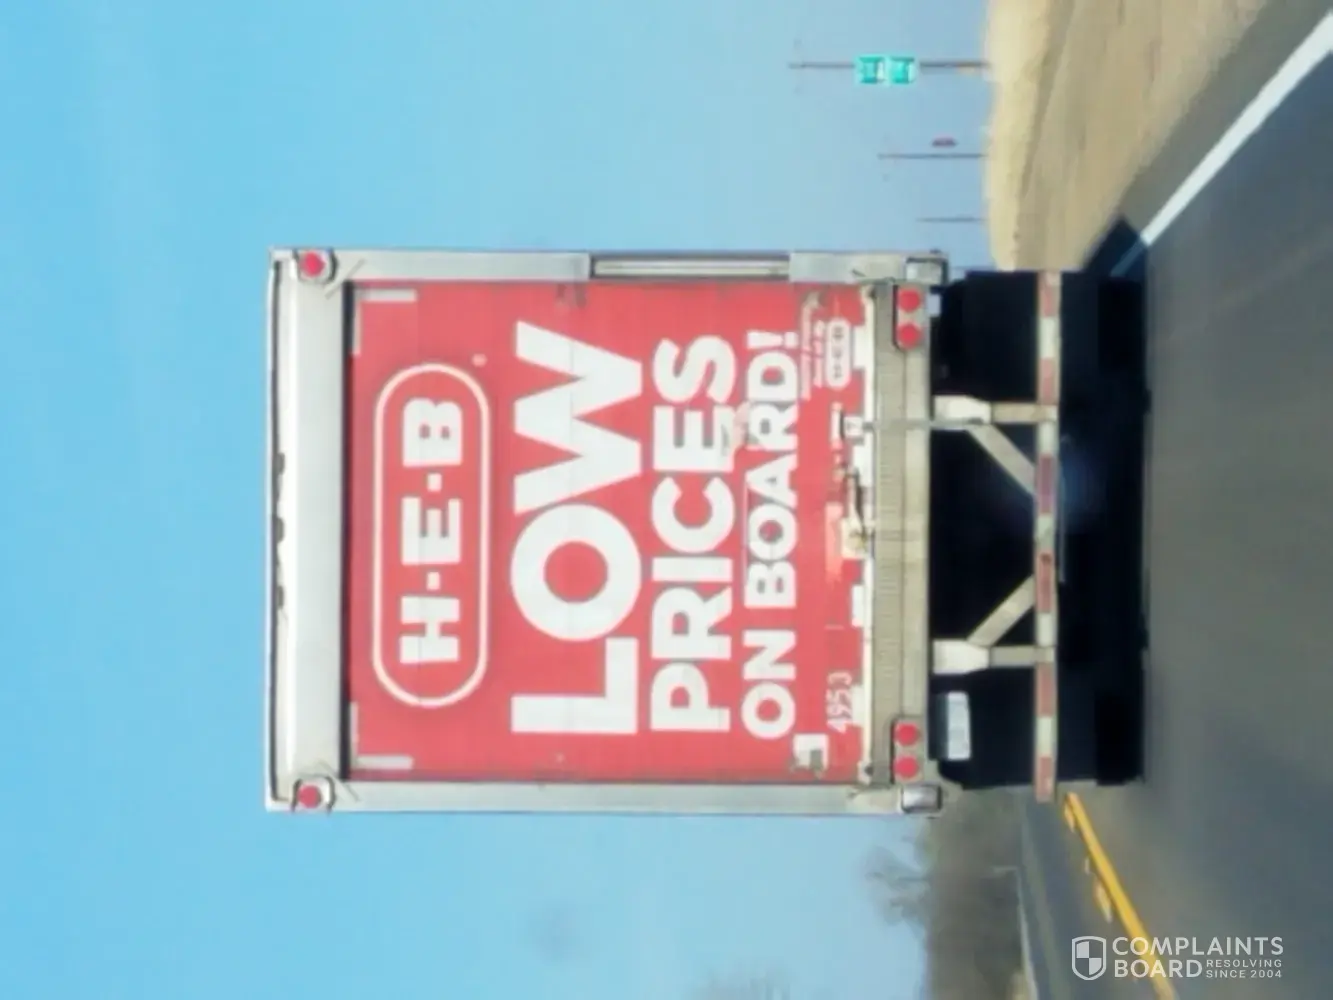 H·E·B
LOW
PRICES
ON BOARD!
H·E·B
4953
COMPLAINTS
BOARD RESOLVING
SINCE 2004